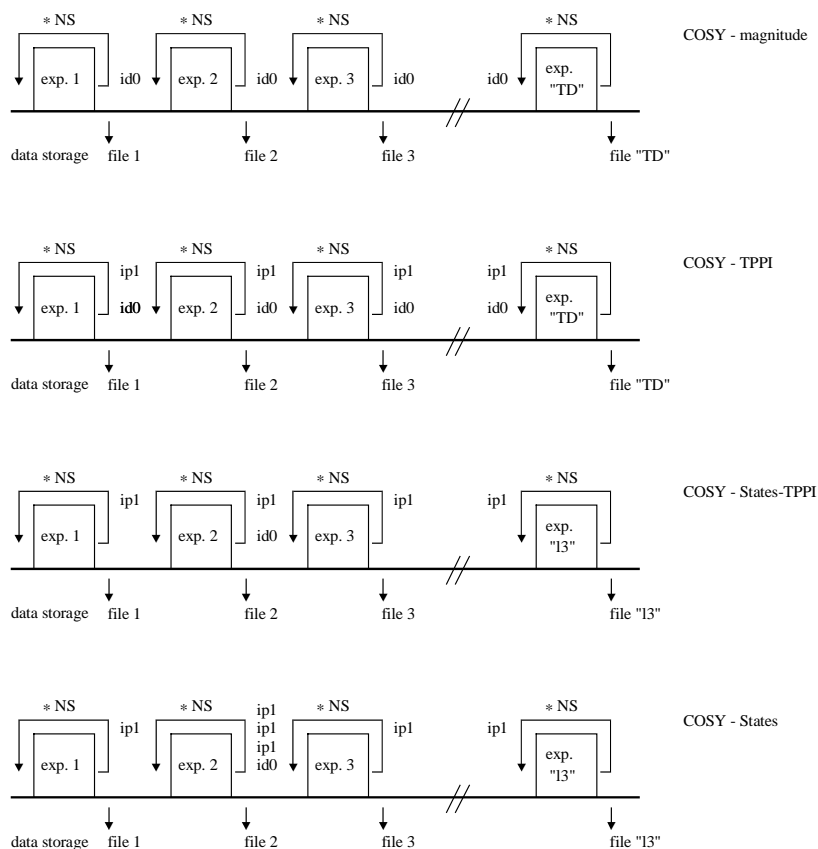 * NS * NS * NS * NS COSY - magnitude
exp. 1 id0 exp. 2 id0 exp. 3 id0 id0 exp. "TD"
data storage file 1 file 2 file 3 file "TD"
* NS * NS * NS * NS COSY - TPPI
ip1 ip1 ip1 ip1
exp. 1 id0 exp. 2 id0 exp. 3 id0 id0 exp. "TD"
data storage file 1 file 2 file 3 file "TD"
* NS * NS * NS * NS COSY - States-TPPI
ip1 ip1 ip1 ip1
exp. 1 exp. 2 id0 exp. 3 exp. "l3"
data storage file 1 file 2 file 3 file "l3"
* NS * NS * NS * NS
ip1
ip1 ip1 ip1 ip1 COSY - States
ip1
exp. 1 exp. 2 id0 exp. 3 exp. "l3"
data storage file 1 file 2 file 3 file "l3"